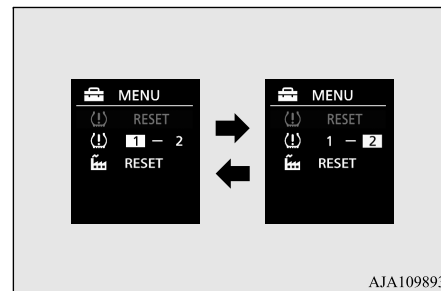 MENU
RESET
1 – 2
RESET
MENU
RESET
1 – 2
RESET
AJA109893